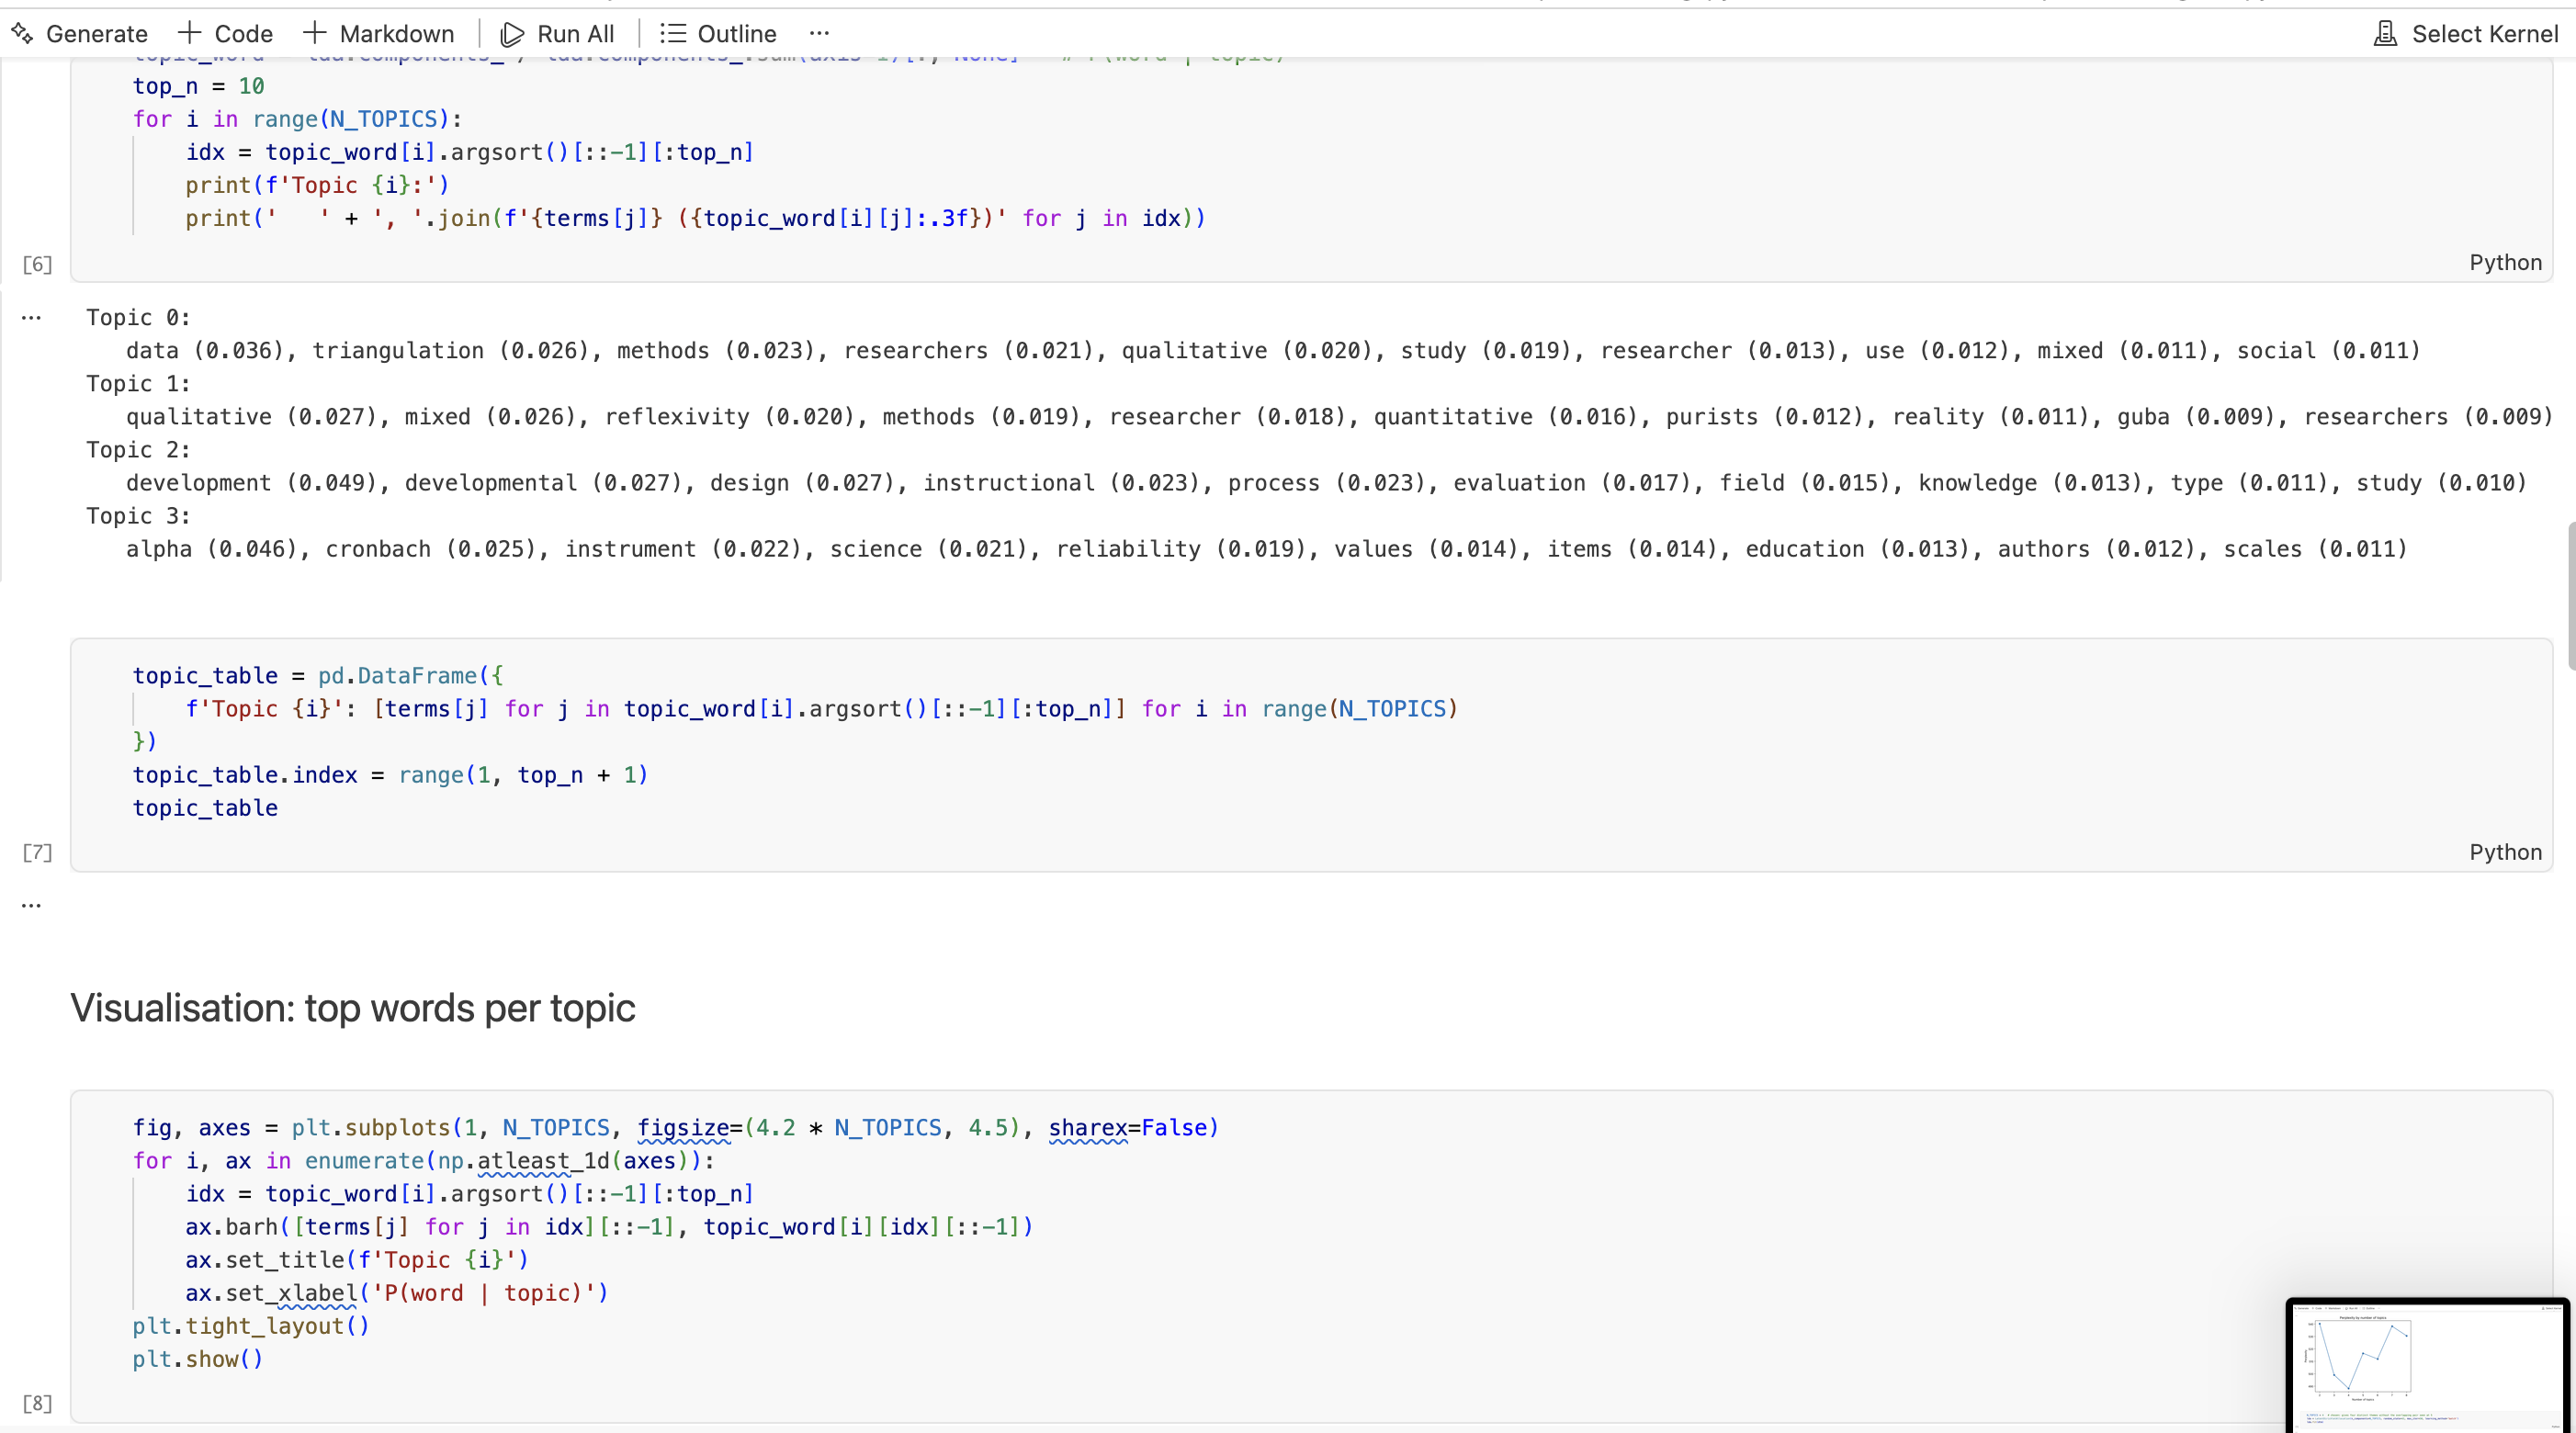 Generate + Code + Markdown Run All Outline ··· Select Kernel
top_n = 10
for i in range(N_TOPICS):
    idx = topic_word[i].argsort()[::-1][:top_n]
    print(f'Topic {i}:')
    print('   ' + ', '.join(f'{terms[j]} ({topic_word[i][j]:.3f})' for j in idx))
[6]
Python
Topic 0:
   data (0.036), triangulation (0.026), methods (0.023), researchers (0.021), qualitative (0.020), study (0.019), researcher (0.013), use (0.012), mixed (0.011), social (0.011)
Topic 1:
   qualitative (0.027), mixed (0.026), reflexivity (0.020), methods (0.019), researcher (0.018), quantitative (0.016), purists (0.012), reality (0.011), guba (0.009), researchers (0.009)
Topic 2:
   development (0.049), developmental (0.027), design (0.027), instructional (0.023), process (0.023), evaluation (0.017), field (0.015), knowledge (0.013), type (0.011), study (0.010)
Topic 3:
   alpha (0.046), cronbach (0.025), instrument (0.022), science (0.021), reliability (0.019), values (0.014), items (0.014), education (0.013), authors (0.012), scales (0.011)
topic_table = pd.DataFrame({
    f'Topic {i}': [terms[j] for j in topic_word[i].argsort()[::-1][:top_n]] for i in range(N_TOPICS)
})
topic_table.index = range(1, top_n + 1)
topic_table
[7]
Python
Visualisation: top words per topic
fig, axes = plt.subplots(1, N_TOPICS, figsize=(4.2 * N_TOPICS, 4.5), sharex=False)
for i, ax in enumerate(np.atleast_1d(axes)):
    idx = topic_word[i].argsort()[::-1][:top_n]
    ax.barh([terms[j] for j in idx][::-1], topic_word[i][idx][::-1])
    ax.set_title(f'Topic {i}')
    ax.set_xlabel('P(word | topic)')
plt.tight_layout()
plt.show()
[8]
Perplexity by number of topics
Number of topics